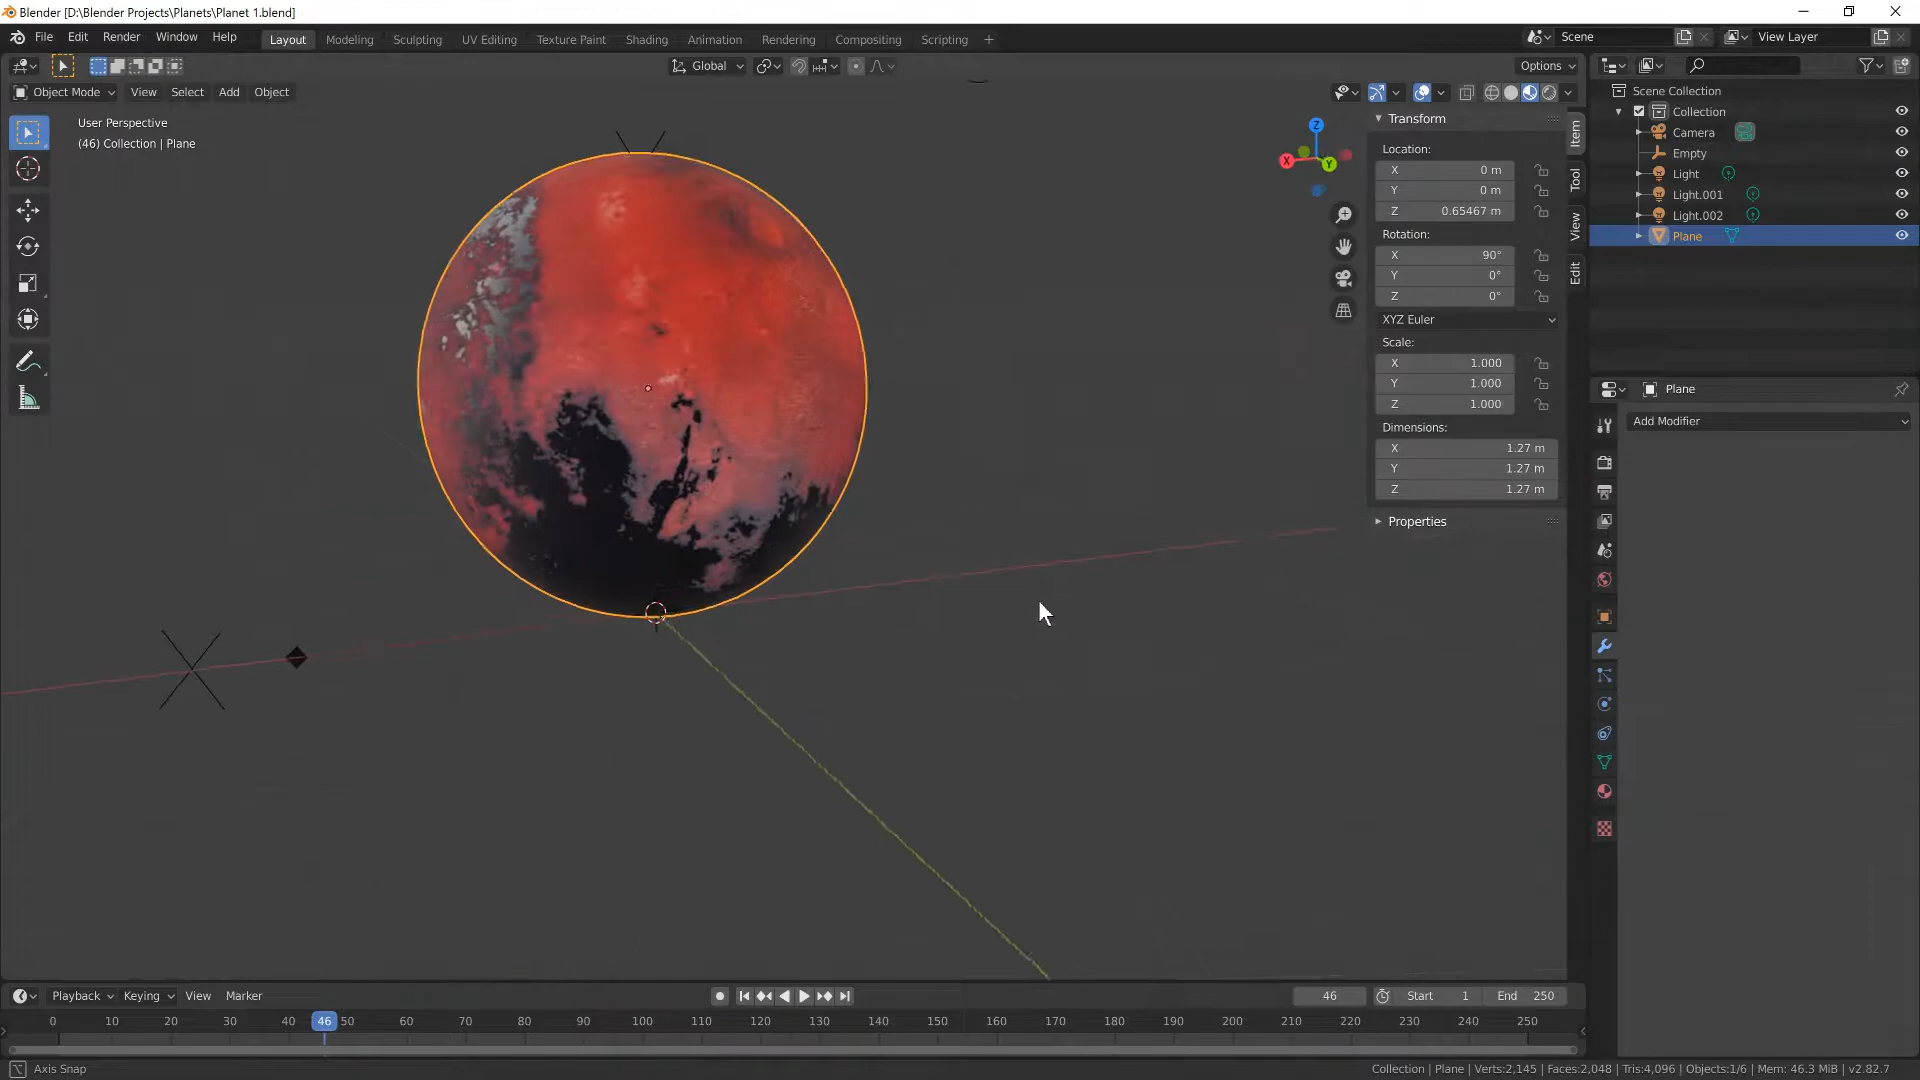 Blender [D:\Blender Projects\Planets\Planet 1.blend]
File Edit Render Window Help Layout Modeling Sculpting UV Editing Texture Paint Shading Animation Rendering Compositing Scripting + Scene View Layer
Global Options
Object Mode View Select Add Object
User Perspective
(46) Collection | Plane
Z
X
Y
Transform
Location:
X 0 m
Y 0 m
Z 0.65467 m
Rotation:
X 90°
Y 0°
Z 0°
XYZ Euler
Scale:
X 1.000
Y 1.000
Z 1.000
Dimensions:
X 1.27 m
Y 1.27 m
Z 1.27 m
Properties
Item
Tool
View
Edit
Scene Collection
Collection
Camera
Empty
Light
Light.001
Light.002
Plane
Plane
Add Modifier
Playback Keying View Marker 46 Start 1 End 250
0 10 20 30 40 46 50 60 70 80 90 100 110 120 130 140 150 160 170 180 190 200 210 220 230 240 250
Axis Snap
Collection | Plane | Verts:2,145 | Faces:2,048 | Tris:4,096 | Objects:1/6 | Mem: 46.3 MiB | v2.82.7